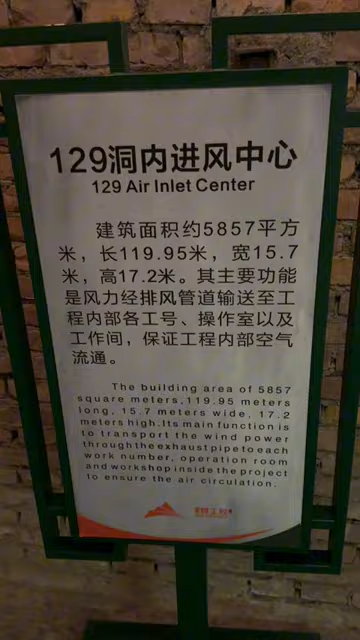 129洞内进风中心
129 Air Inlet Center
建筑面积约5857平方
米，长119.95米，宽15.7
米，高17.2米。其主要功能
是风力经排风管道输送至工
程内部各工号、操作室以及
工作间，保证工程内部空气
流通。
The building area of 5857
square meters,119.95 meters
long, 15.7 meters wide, 17.2
meters high.Its main function is
to transport the wind power
through the exhaust pipe to each
work number, operation room
and workshop inside the project
to ensure the air circulation.